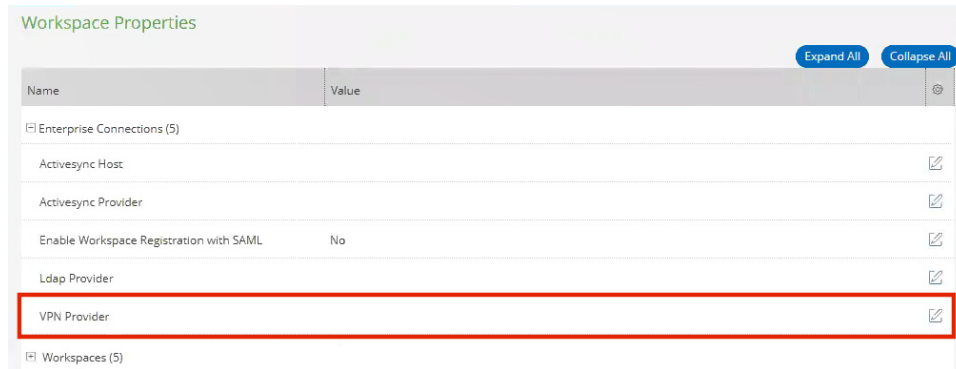 Workspace Properties
Expand All Collapse All
Name Value
Enterprise Connections (5)
Activesync Host
Activesync Provider
Enable Workspace Registration with SAML No
Ldap Provider
VPN Provider
Workspaces (5)